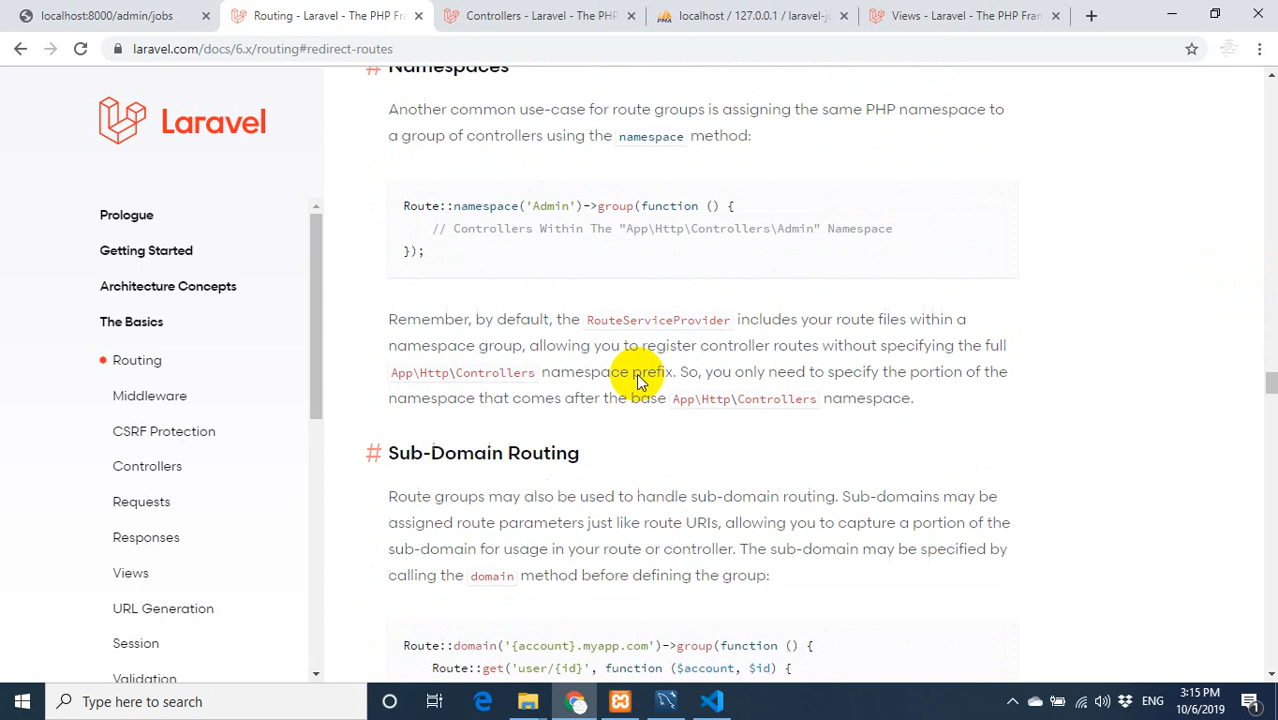 localhost:8000/admin/jobs
Routing - Laravel - The PHP Fra
Controllers - Laravel - The PHP
localhost / 127.0.0.1 / laravel-jo
Views - Laravel - The PHP Fram
laravel.com/docs/6.x/routing#redirect-routes
Laravel
Prologue
Getting Started
Architecture Concepts
The Basics
Routing
Middleware
CSRF Protection
Controllers
Requests
Responses
Views
URL Generation
Session
Validation
# Namespaces
Another common use-case for route groups is assigning the same PHP namespace to
a group of controllers using the namespace method:
Route::namespace('Admin')->group(function () {
// Controllers Within The "App\Http\Controllers\Admin" Namespace
});
Remember, by default, the RouteServiceProvider includes your route files within a
namespace group, allowing you to register controller routes without specifying the full
App\Http\Controllers namespace prefix. So, you only need to specify the portion of the
namespace that comes after the base App\Http\Controllers namespace.
# Sub-Domain Routing
Route groups may also be used to handle sub-domain routing. Sub-domains may be
assigned route parameters just like route URIs, allowing you to capture a portion of the
sub-domain for usage in your route or controller. The sub-domain may be specified by
calling the domain method before defining the group:
Route::domain('{account}.myapp.com')->group(function () {
Route::get('user/{id}', function ($account, $id) {
Type here to search
ENG
3:15 PM
10/6/2019
1